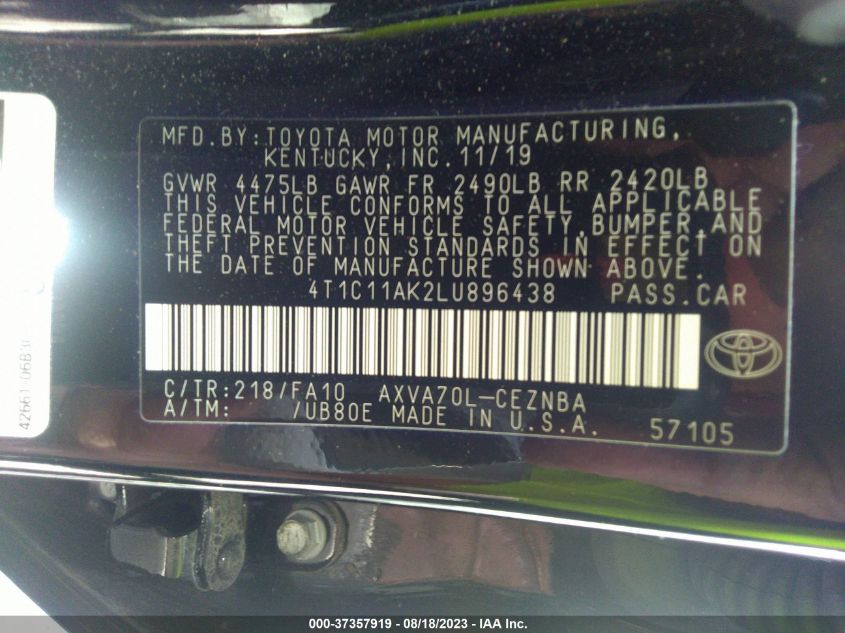 MFD.BY:TOYOTA MOTOR MANUFACTURING,
KENTUCKY,INC.11/19
GVWR 4475LB GAWR FR 2490LB RR 2420LB
THIS VEHICLE CONFORMS TO ALL APPLICABLE
FEDERAL MOTOR VEHICLE SAFETY,BUMPER,AND
THEFT PREVENTION STANDARDS IN EFFECT ON
THE DATE OF MANUFACTURE SHOWN ABOVE.
4T1C11AK2LU896438 PASS.CAR
C/TR:218/FA10 AXVA70L-CEZNBA
A/TM: /UB80E MADE IN U.S.A. 57105
000-37357919 - 08/18/2023 - IAA Inc.